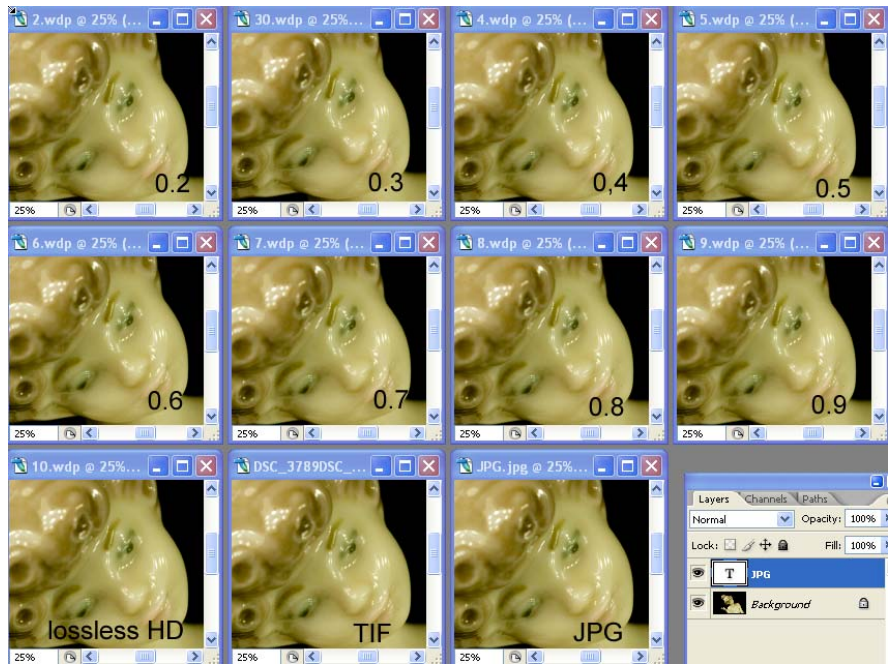 2.wdp @ 25% (...
30.wdp @ 25%...
4.wdp @ 25% (...
5.wdp @ 25% (...
0.2
0.3
0,4
0.5
25%
25%
25%
25%
6.wdp @ 25% (...
7.wdp @ 25% (...
8.wdp @ 25% (...
9.wdp @ 25% (...
0.6
0.7
0.8
0.9
25%
25%
25%
25%
10.wdp @ 25%...
DSC_3789DSC_...
JPG.jpg @ 25%...
lossless HD
TIF
JPG
25%
25%
25%
Layers Channels Paths
Normal Opacity: 100%
Lock: Fill: 100%
T JPG
Background